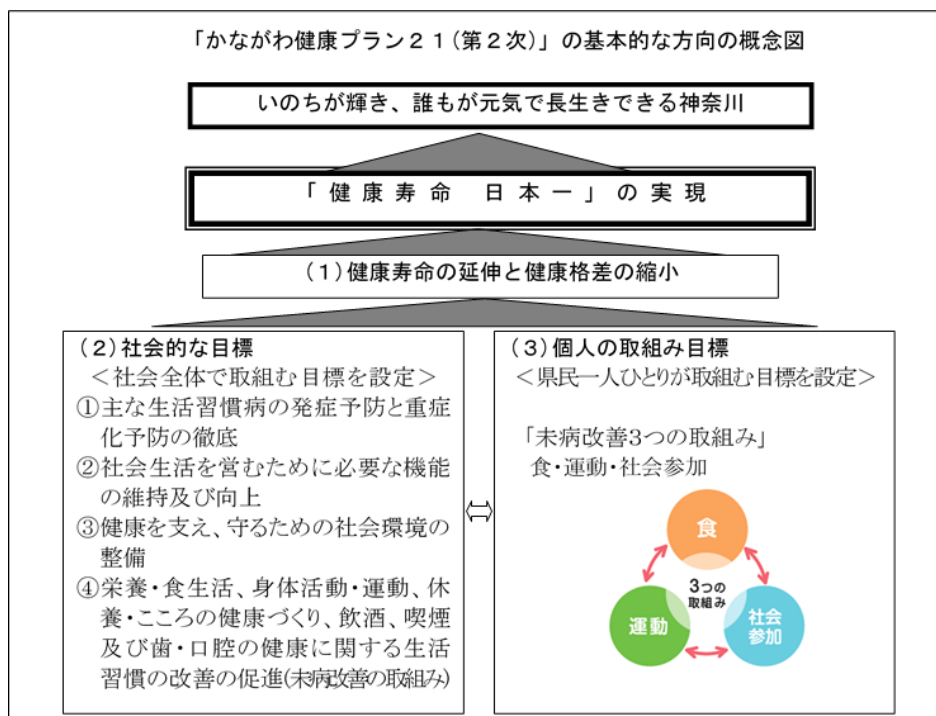 「かながわ健康プラン２１(第２次)」の基本的な方向の概念図
いのちが輝き、誰もが元気で長生きできる神奈川
「健康寿命 日本一」の実現
(１)健康寿命の延伸と健康格差の縮小
(２)社会的な目標
＜社会全体で取組む目標を設定＞
①主な生活習慣病の発症予防と重症
化予防の徹底
②社会生活を営むために必要な機能
の維持及び向上
③健康を支え、守るための社会環境の
整備
④栄養・食生活、身体活動・運動、休
養・こころの健康づくり、飲酒、喫煙
及び歯・口腔の健康に関する生活
習慣の改善の促進(未病改善の取組み)
(３)個人の取組み目標
＜県民一人ひとりが取組む目標を設定＞
「未病改善3つの取組み」
食・運動・社会参加
食
3つの
取組み
運動
社会
参加